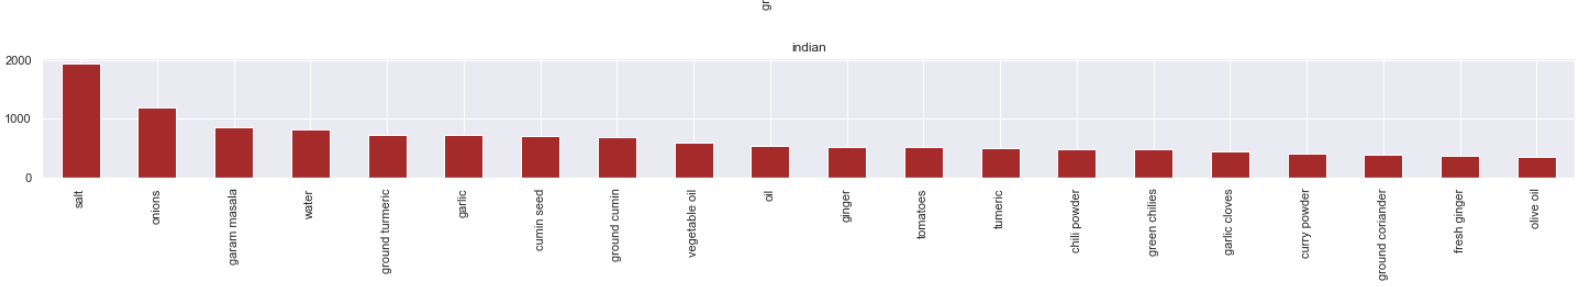 gr
indian
2000
1000
0
salt
onions
garam masala
water
ground turmeric
garlic
cumin seed
ground cumin
vegetable oil
oil
ginger
tomatoes
tumeric
chili powder
green chilies
garlic cloves
curry powder
ground coriander
fresh ginger
olive oil